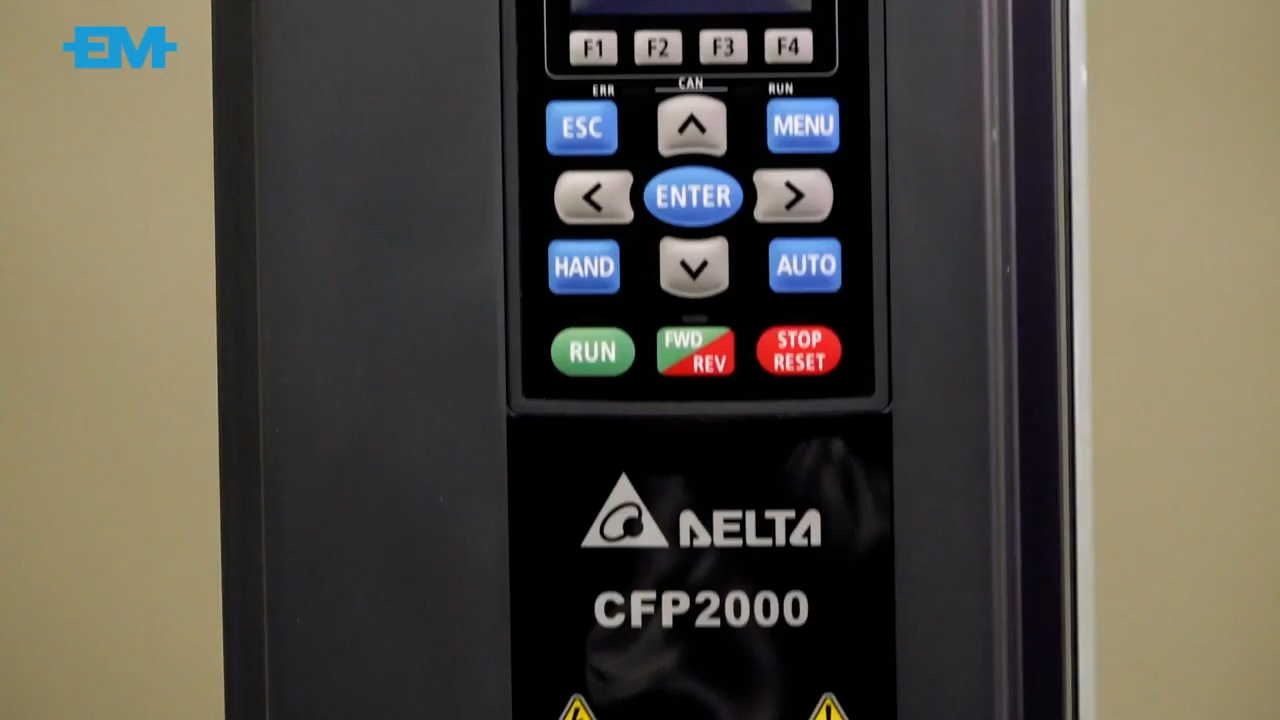 EM
F1 F2 F3 F4
ERR CAN RUN
ESC MENU
ENTER
HAND AUTO
RUN FWD REV STOP RESET
DELTA
CFP2000